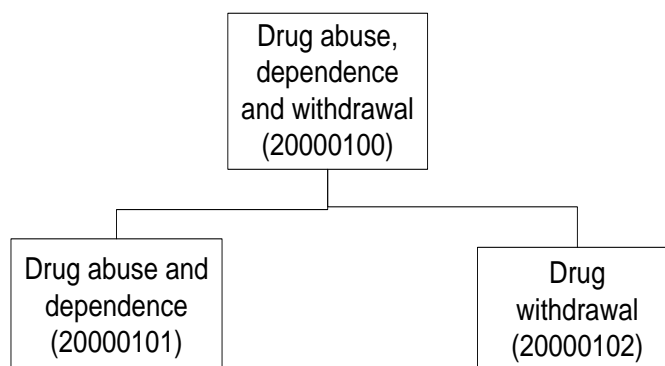 Drug abuse,
dependence
and withdrawal
(20000100)
Drug abuse and
dependence
(20000101)
Drug
withdrawal
(20000102)